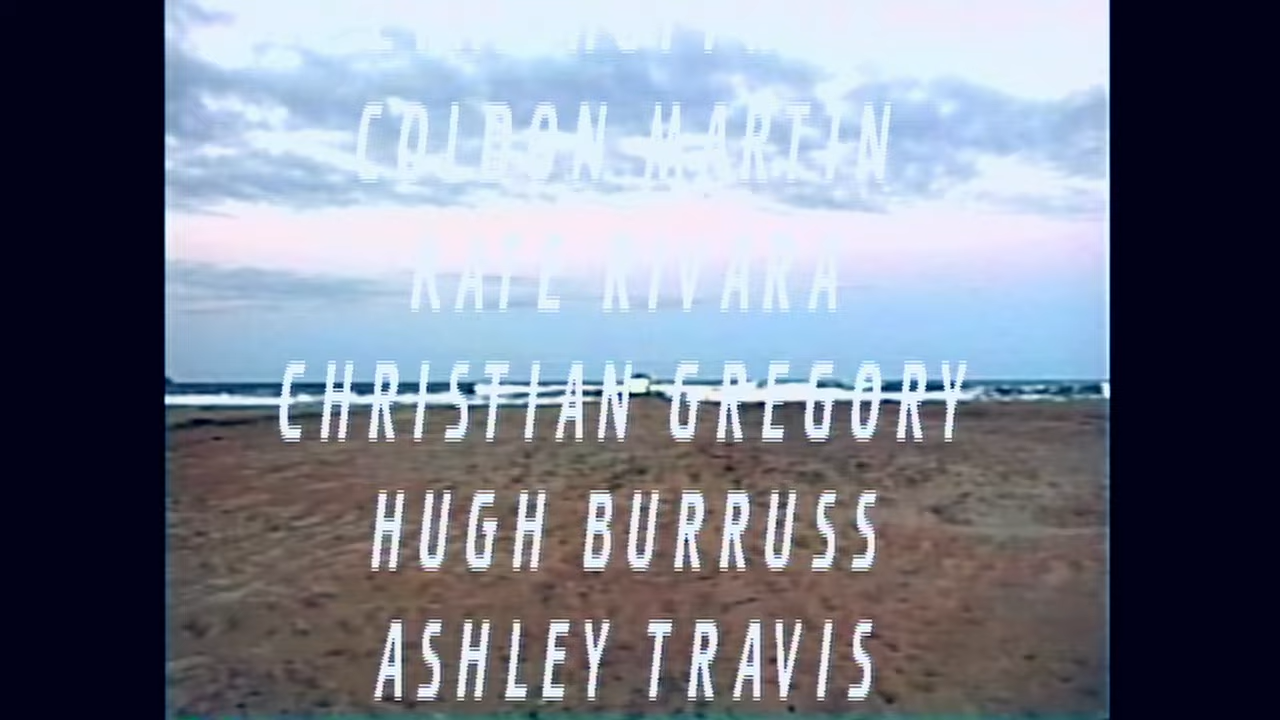 COLDON MARTIN
KATE RIVARA
CHRISTIAN GREGORY
HUGH BURRUSS
ASHLEY TRAVIS